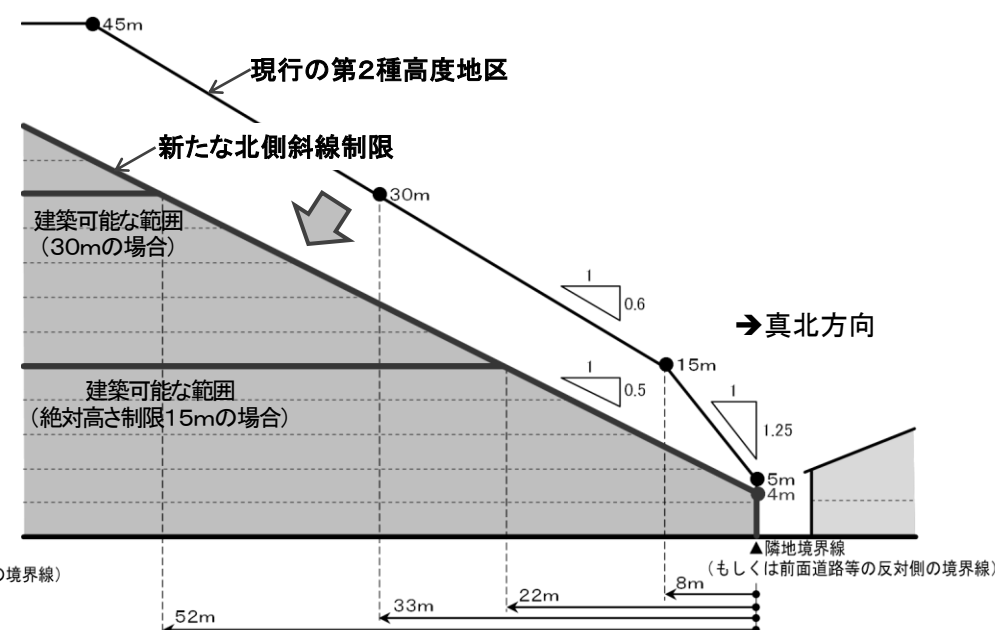 45m
現行の第2種高度地区
新たな北側斜線制限
30m
建築可能な範囲
（30mの場合）
1
0.6
➔真北方向
15m
1
0.5
建築可能な範囲
（絶対高さ制限15mの場合）
1
1.25
5m
4m
▲隣地境界線
（もしくは前面道路等の反対側の境界線）
の境界線）
8m
22m
33m
52m